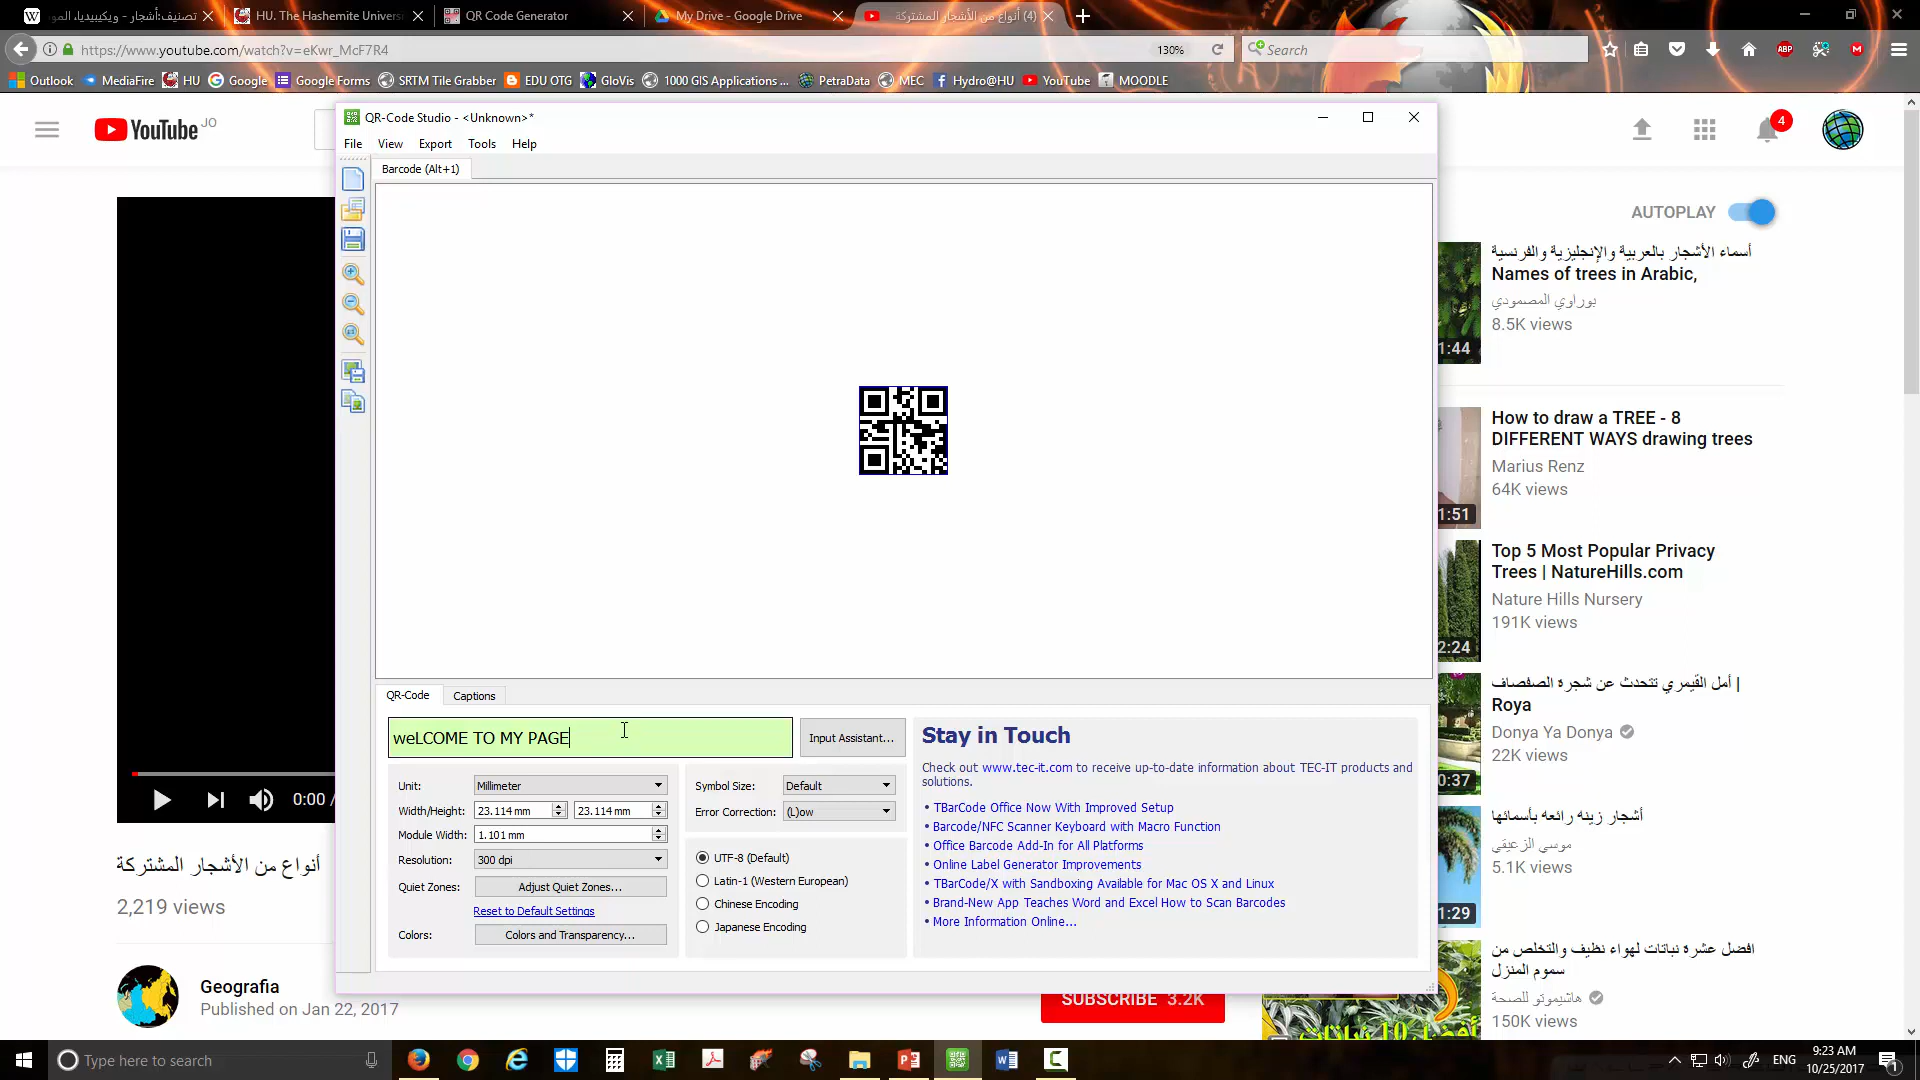 تصنيف:أشجار - ويكيبيديا، المو
HU. The Hashemite Univers
QR Code Generator
My Drive - Google Drive
(4) أنواع من الأشجار المشتركة
https://www.youtube.com/watch?v=eKwr_McF7R4
130%
Search
Outlook
MediaFire
HU
Google
Google Forms
SRTM Tile Grabber
EDU OTG
GloVis
1000 GIS Applications ...
PetraData
MEC
Hydro@HU
YouTube
MOODLE
YouTube JO
4
QR-Code Studio - <Unknown>*
File View Export Tools Help
Barcode (Alt+1)
QR-Code Captions
weLCOME TO MY PAGE
Input Assistant...
Unit: Millimeter
Width/Height: 23.114 mm 23.114 mm
Module Width: 1.101 mm
Resolution: 300 dpi
Quiet Zones: Adjust Quiet Zones...
Reset to Default Settings
Colors: Colors and Transparency...
Symbol Size: Default
Error Correction: (L)ow
UTF-8 (Default)
Latin-1 (Western European)
Chinese Encoding
Japanese Encoding
Stay in Touch
Check out www.tec-it.com to receive up-to-date information about TEC-IT products and
solutions.
• TBarCode Office Now With Improved Setup
• Barcode/NFC Scanner Keyboard with Macro Function
• Office Barcode Add-In for All Platforms
• Online Label Generator Improvements
• TBarCode/X with Sandboxing Available for Mac OS X and Linux
• Brand-New App Teaches Word and Excel How to Scan Barcodes
• More Information Online...
0:00 /
أنواع من الأشجار المشتركة
2,219 views
Geografia
Published on Jan 22, 2017
SUBSCRIBE 3.2K
AUTOPLAY
أسماء الأشجار بالعربية والإنجليزية والفرنسية
Names of trees in Arabic,
بوراوي المصمودي
8.5K views
1:44
How to draw a TREE - 8
DIFFERENT WAYS drawing trees
Marius Renz
64K views
1:51
Top 5 Most Popular Privacy
Trees | NatureHills.com
Nature Hills Nursery
191K views
2:24
أمل القيمري تتحدث عن شجرة الصفصاف |
Roya
Donya Ya Donya
22K views
0:37
أشجار زينه رائعه بأسمائها
موسي الزعيقي
5.1K views
1:29
افضل عشرة نباتات لهواء نظيف والتخلص من
سموم المنزل
هاشيموتو للصحة
150K views
أفضل 10 نباتات
Type here to search
ENG
9:23 AM
10/25/2017
1